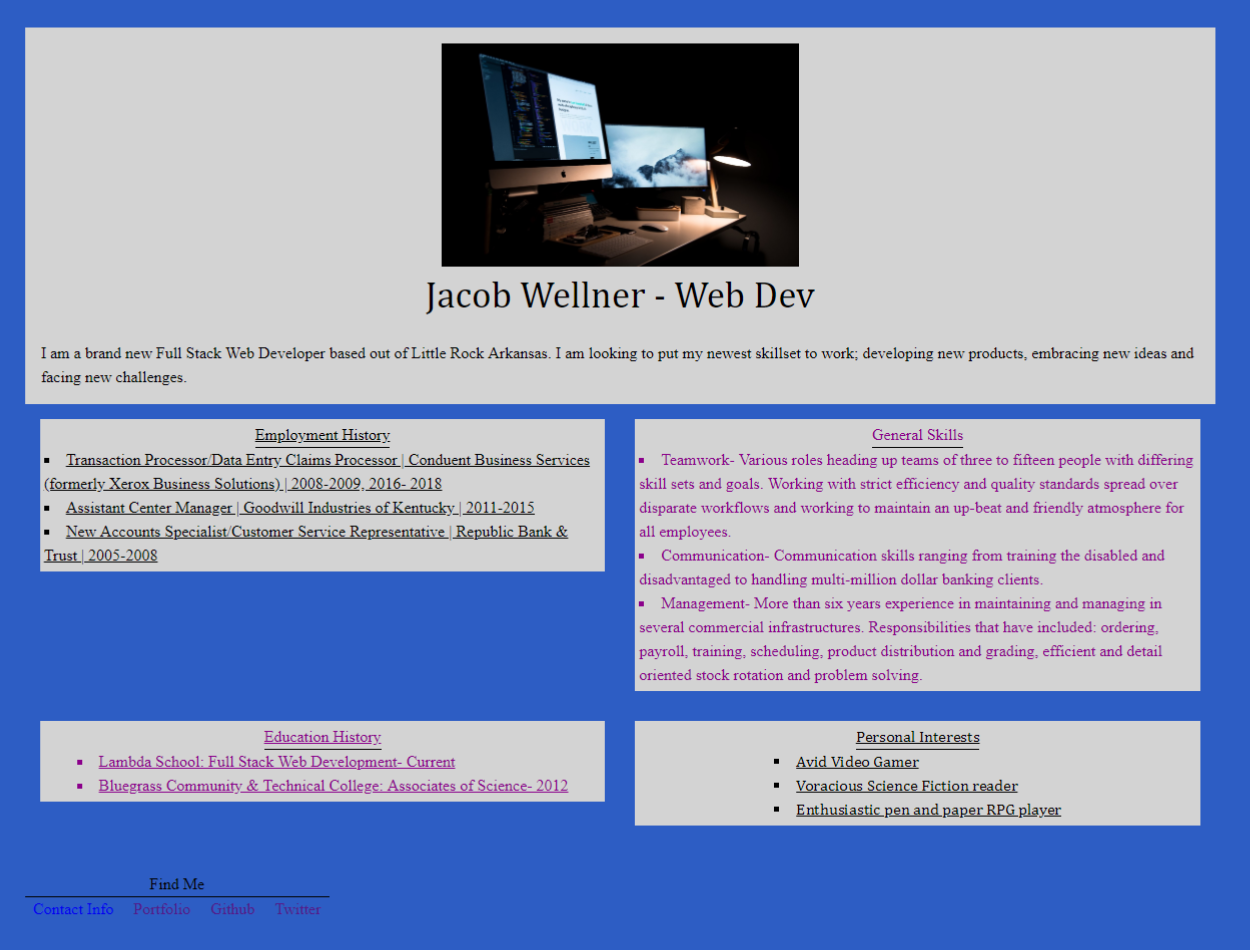 Jacob Wellner - Web Dev
I am a brand new Full Stack Web Developer based out of Little Rock Arkansas. I am looking to put my newest skillset to work; developing new products, embracing new ideas and
facing new challenges.
Employment History
▪ Transaction Processor/Data Entry Claims Processor | Conduent Business Services
(formerly Xerox Business Solutions) | 2008-2009, 2016- 2018
▪ Assistant Center Manager | Goodwill Industries of Kentucky | 2011-2015
▪ New Accounts Specialist/Customer Service Representative | Republic Bank &
Trust | 2005-2008
General Skills
▪ Teamwork- Various roles heading up teams of three to fifteen people with differing
skill sets and goals. Working with strict efficiency and quality standards spread over
disparate workflows and working to maintain an up-beat and friendly atmosphere for
all employees.
▪ Communication- Communication skills ranging from training the disabled and
disadvantaged to handling multi-million dollar banking clients.
▪ Management- More than six years experience in maintaining and managing in
several commercial infrastructures. Responsibilities that have included: ordering,
payroll, training, scheduling, product distribution and grading, efficient and detail
oriented stock rotation and problem solving.
Education History
▪ Lambda School: Full Stack Web Development- Current
▪ Bluegrass Community & Technical College: Associates of Science- 2012
Personal Interests
▪ Avid Video Gamer
▪ Voracious Science Fiction reader
▪ Enthusiastic pen and paper RPG player
Find Me
Contact Info Portfolio Github Twitter